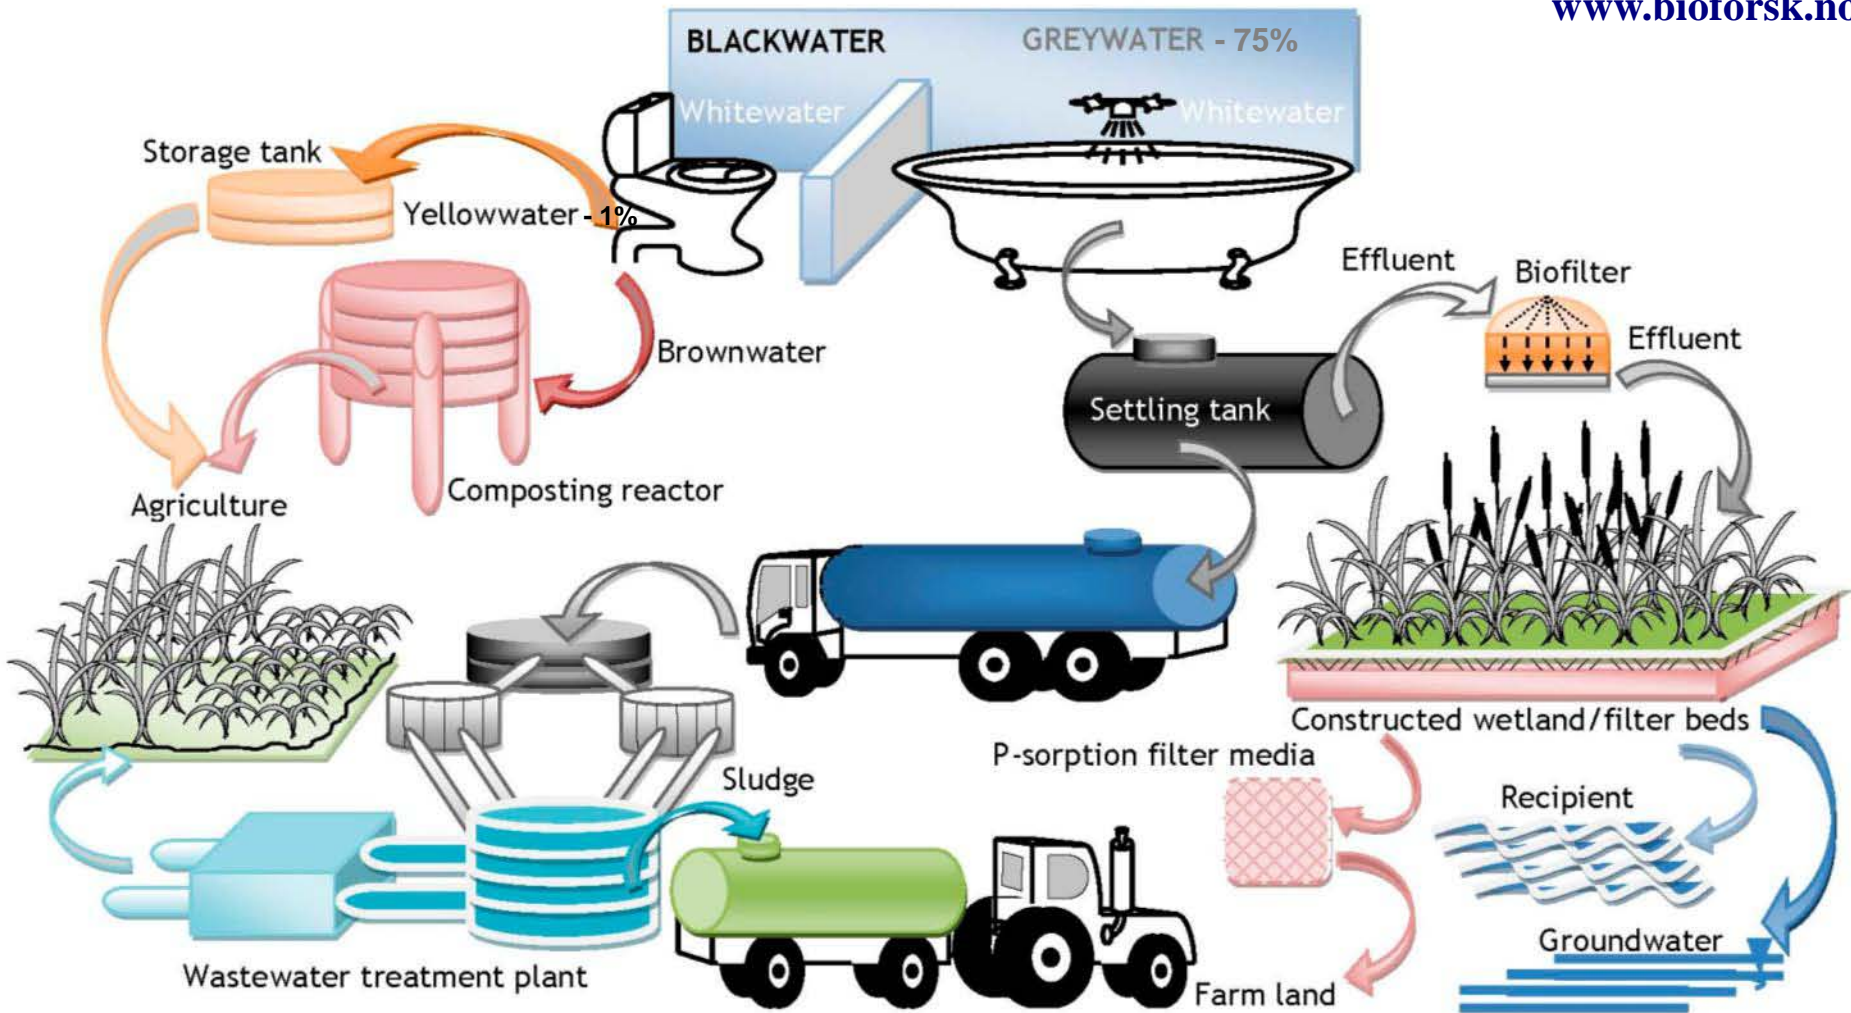 www.bioforsk.no
BLACKWATER
GREYWATER - 75%
Whitewater
Whitewater
Storage tank
Yellowwater - 1%
Effluent
Biofilter
Effluent
Brownwater
Settling tank
Agriculture
Composting reactor
Constructed wetland/filter beds
P-sorption filter media
Sludge
Recipient
Groundwater
Wastewater treatment plant
Farm land